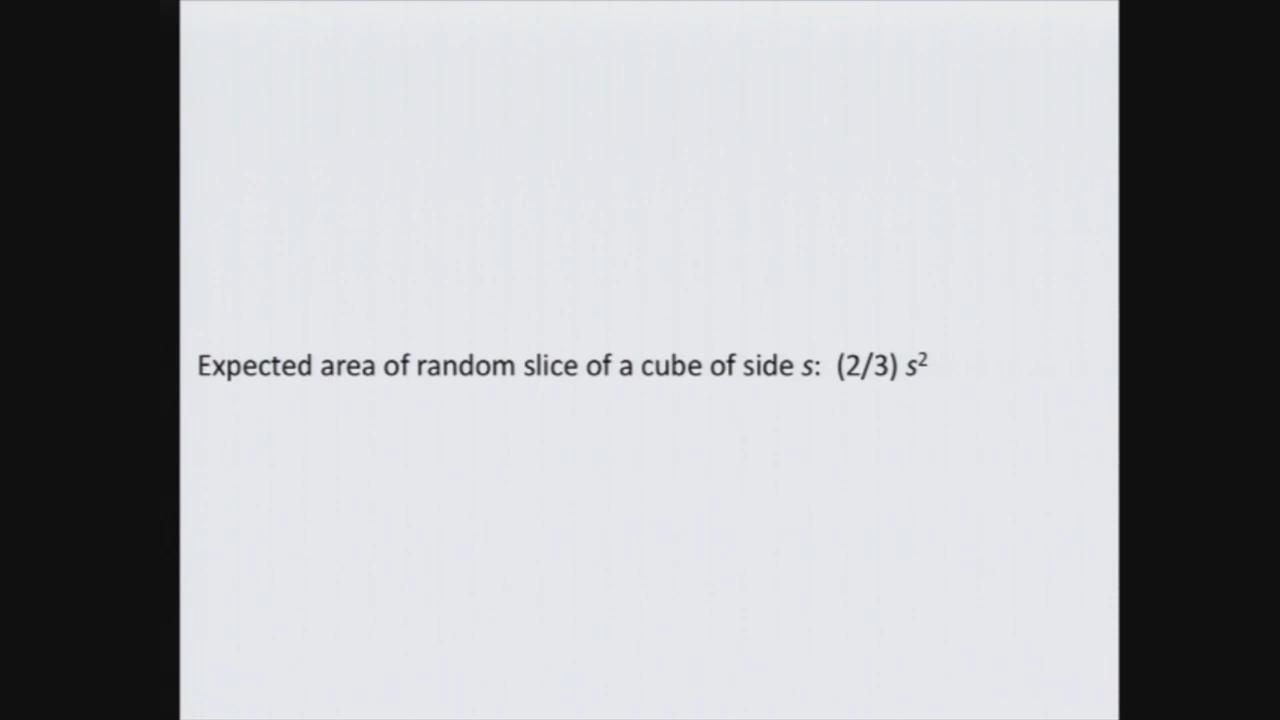 Expected area of random slice of a cube of side s: (2/3) s²